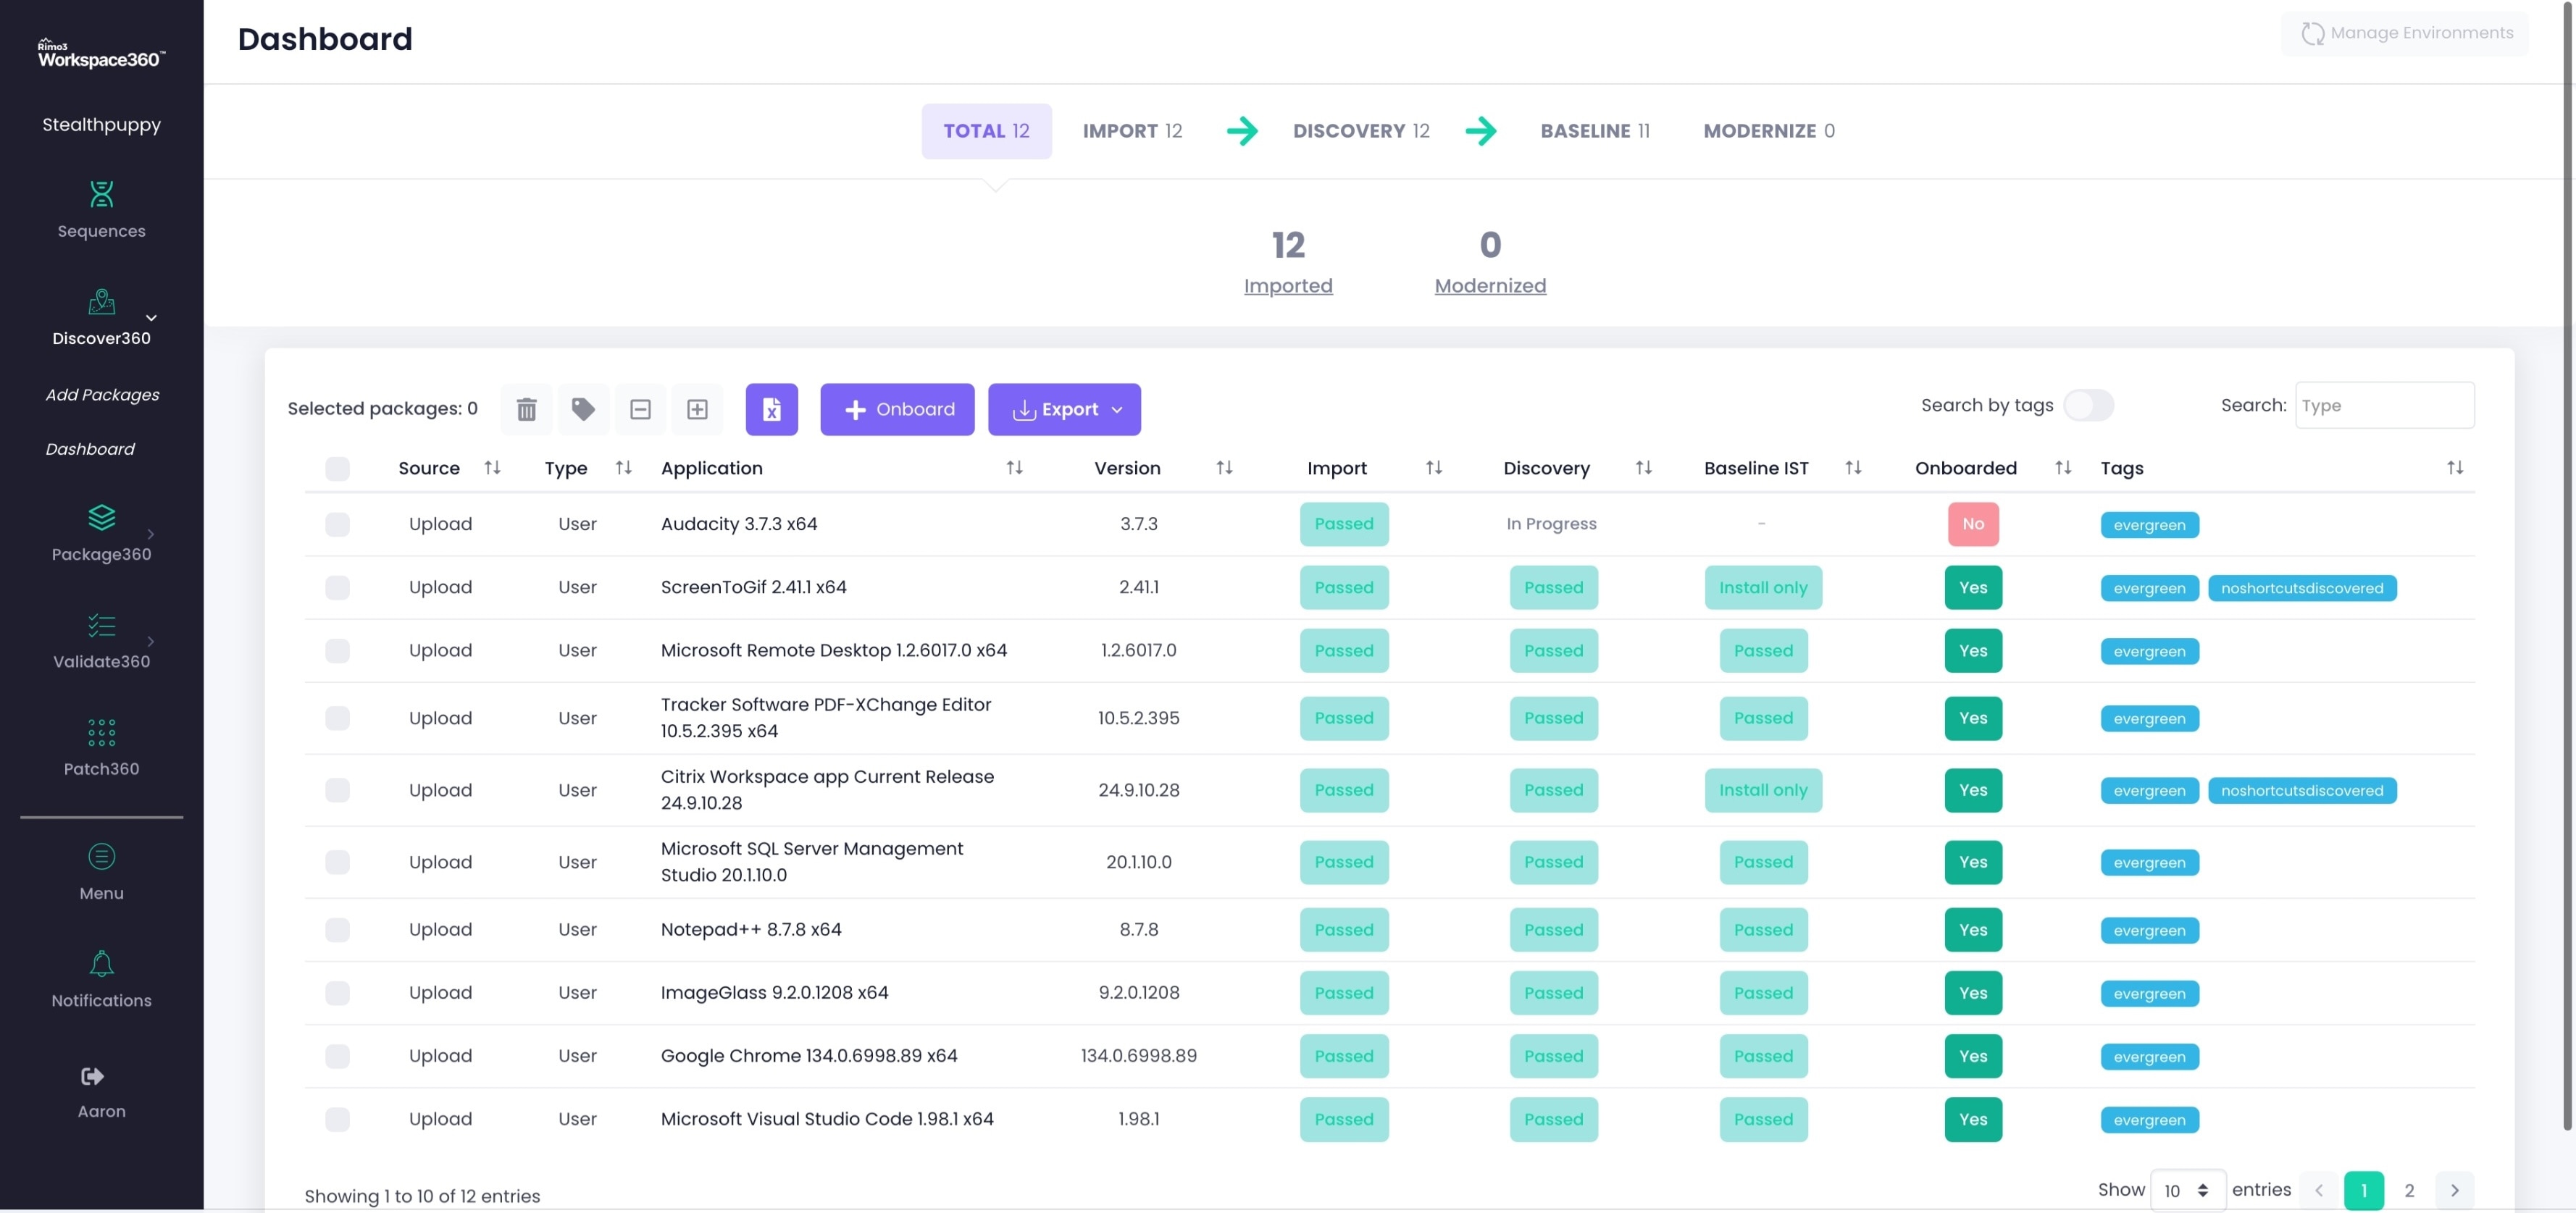 Rimo3
Workspace360™
Stealthpuppy
Sequences
Discover360
Add Packages
Dashboard
Package360
Validate360
Patch360
Menu
Notifications
Aaron
Dashboard
Manage Environments
TOTAL 12 IMPORT 12 DISCOVERY 12 BASELINE 11 MODERNIZE 0
12 0
Imported Modernized
Selected packages: 0 Onboard Export Search by tags Search: Type
Source Type Application Version Import Discovery Baseline IST Onboarded Tags
Upload User Audacity 3.7.3 x64 3.7.3 Passed In Progress - No evergreen
Upload User ScreenToGif 2.41.1 x64 2.41.1 Passed Passed Install only Yes evergreen noshortcutsdiscovered
Upload User Microsoft Remote Desktop 1.2.6017.0 x64 1.2.6017.0 Passed Passed Passed Yes evergreen
Upload User Tracker Software PDF-XChange Editor
10.5.2.395 x64 10.5.2.395 Passed Passed Passed Yes evergreen
Upload User Citrix Workspace app Current Release
24.9.10.28 24.9.10.28 Passed Passed Install only Yes evergreen noshortcutsdiscovered
Upload User Microsoft SQL Server Management
Studio 20.1.10.0 20.1.10.0 Passed Passed Passed Yes evergreen
Upload User Notepad++ 8.7.8 x64 8.7.8 Passed Passed Passed Yes evergreen
Upload User ImageGlass 9.2.0.1208 x64 9.2.0.1208 Passed Passed Passed Yes evergreen
Upload User Google Chrome 134.0.6998.89 x64 134.0.6998.89 Passed Passed Passed Yes evergreen
Upload User Microsoft Visual Studio Code 1.98.1 x64 1.98.1 Passed Passed Passed Yes evergreen
Showing 1 to 10 of 12 entries Show 10 entries 1 2